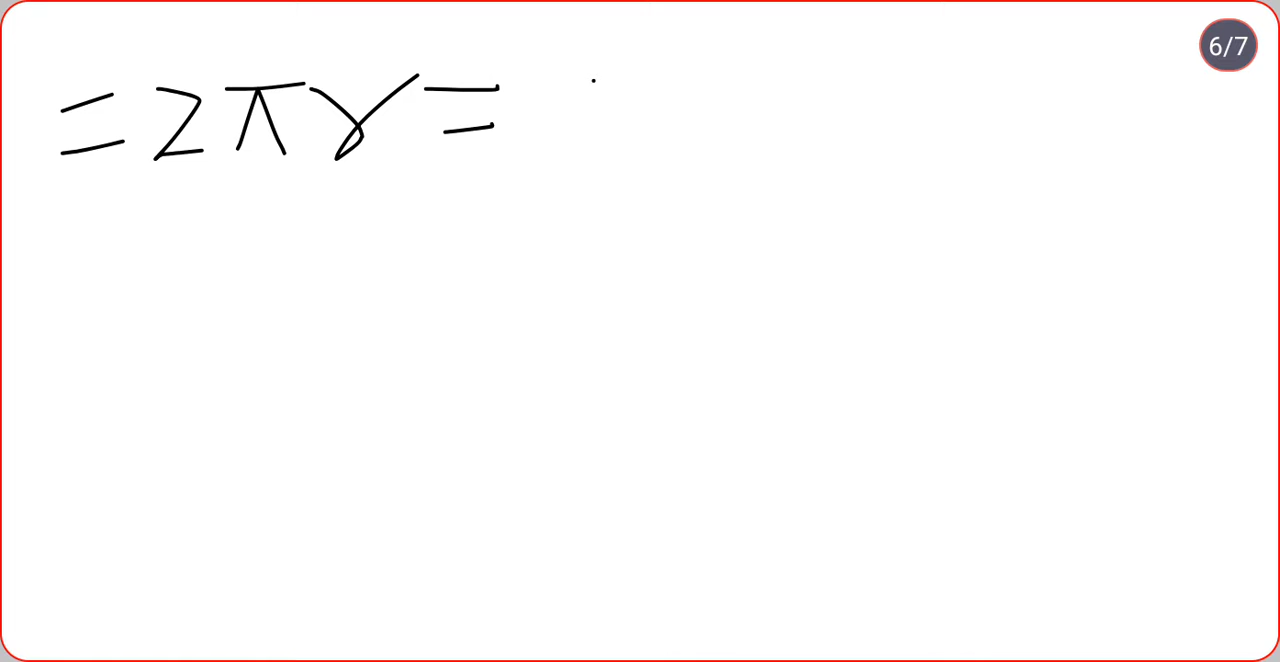 6/7
= 2πr =